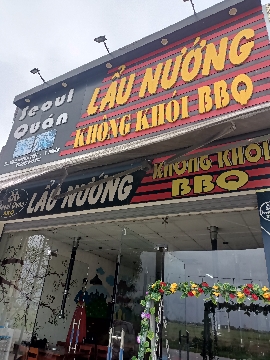 Seoul
Quán
LẨU NƯỚNG
KHÔNG KHÓI BBQ
LẨU NƯỚNG
KHÔNG KHÓI
BBQ